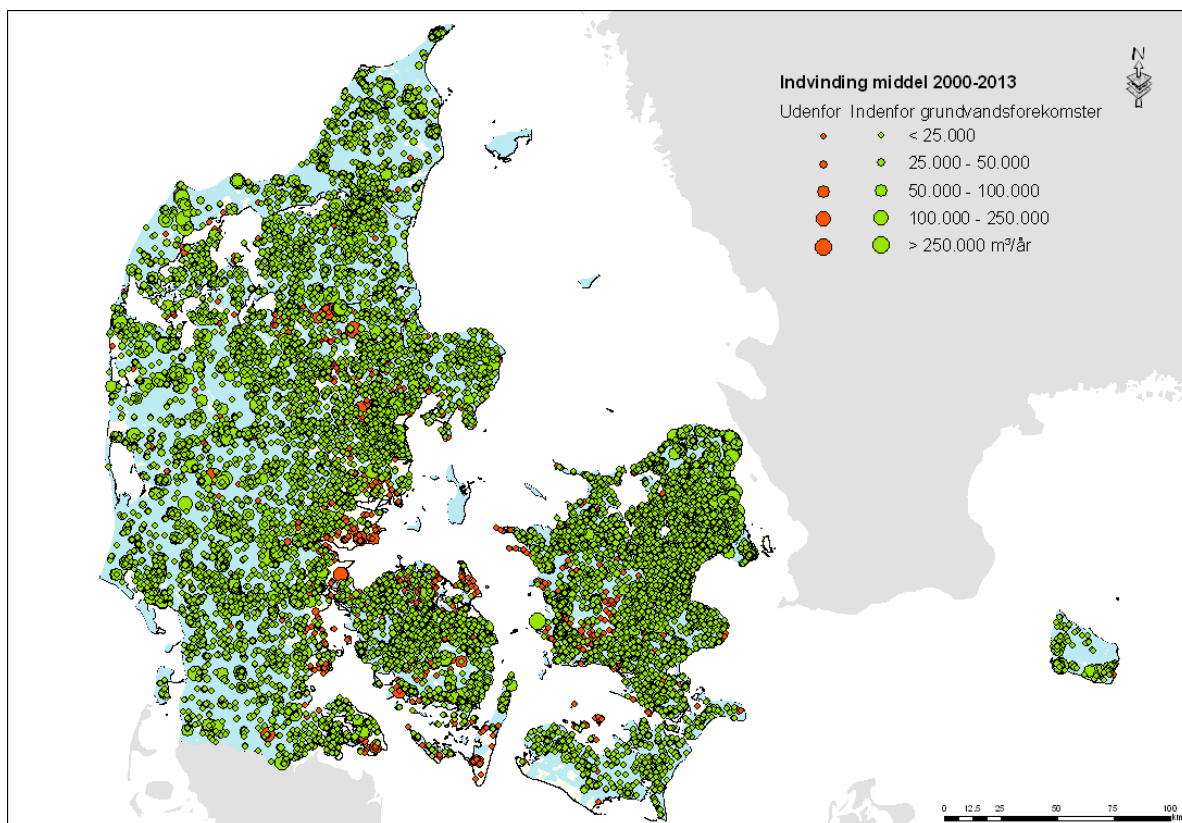 N
Indvinding middel 2000-2013
Udenfor Indenfor grundvandsforekomster
< 25.000
25.000 - 50.000
50.000 - 100.000
100.000 - 250.000
> 250.000 m³/år
0 12.5 25 50 75 100
km